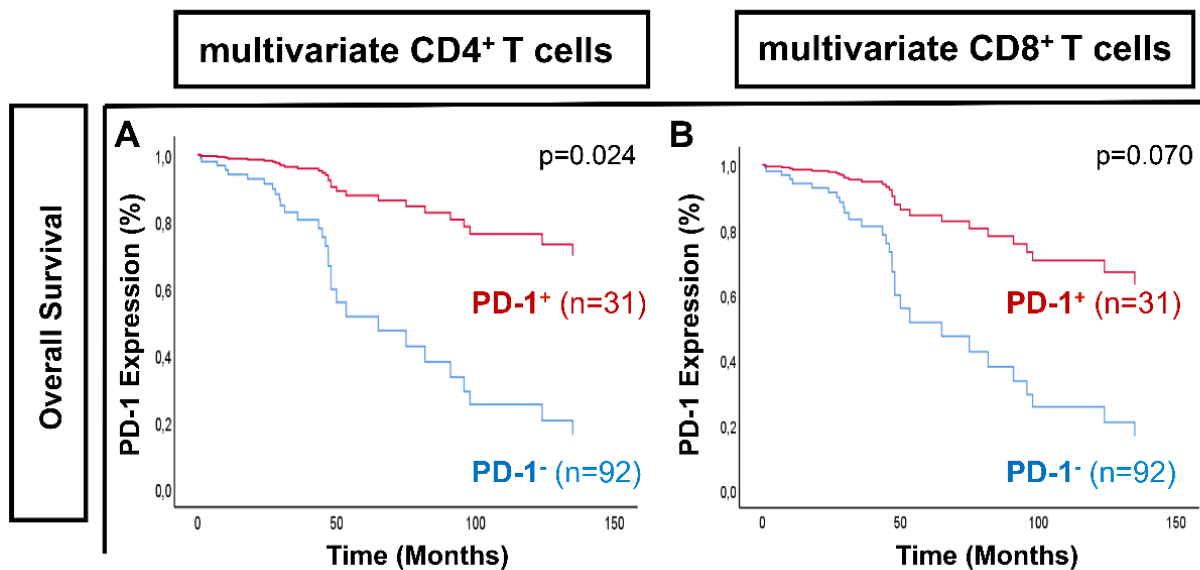 multivariate CD4⁺ T cells
multivariate CD8⁺ T cells
Overall Survival
A
p=0.024
PD-1 Expression (%)
1,0
0,8
0,6
0,4
0,2
0,0
PD-1⁺ (n=31)
PD-1⁻ (n=92)
0 50 100 150
Time (Months)
B
p=0.070
PD-1 Expression (%)
1,0
0,8
0,6
0,4
0,2
0,0
PD-1⁺ (n=31)
PD-1⁻ (n=92)
0 50 100 150
Time (Months)